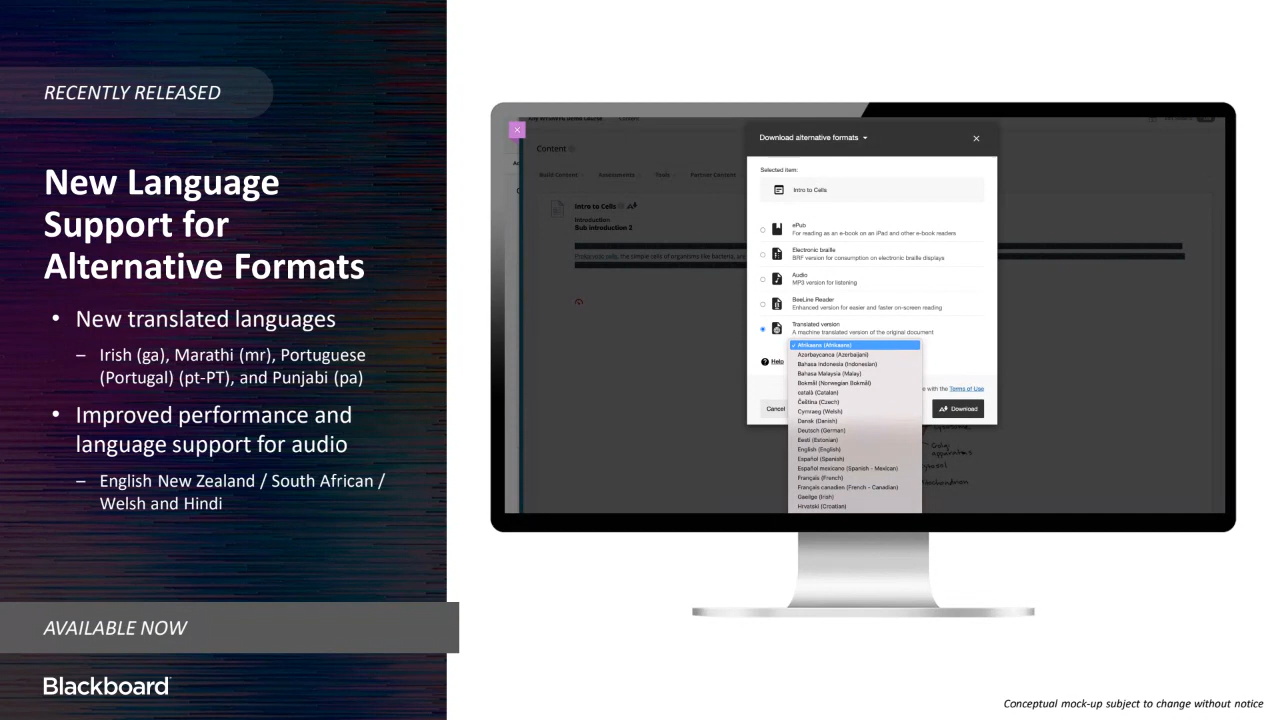 RECENTLY RELEASED
New Language
Support for
Alternative Formats
• New translated languages
– Irish (ga), Marathi (mr), Portuguese
(Portugal) (pt-PT), and Punjabi (pa)
• Improved performance and
language support for audio
– English New Zealand / South African /
Welsh and Hindi
AVAILABLE NOW
Blackboard
Content
Build Content
Assessments
Tools
Partner Content
Intro to Cells
Introduction
Sub Introduction 2
Download alternative formats
Selected item:
Intro to Cells
ePub
For reading as an e-book on an iPad and other e-book readers
Electronic braille
BRF version for consumption on electronic braille displays
Audio
MP3 version for listening
BeeLine Reader
Enhanced version for easier and faster on-screen reading
Translated version
A machine translated version of the original document
✓ Afrikaans (Afrikaans)
Azərbaycanca (Azerbaijani)
Bahasa Indonesia (Indonesian)
Bahasa Malaysia (Malay)
Bokmål (Norwegian Bokmål)
català (Catalan)
Čeština (Czech)
Cymraeg (Welsh)
Dansk (Danish)
Deutsch (German)
Eesti (Estonian)
English (English)
Español (Spanish)
Español mexicano (Spanish - Mexican)
Français (French)
Français canadien (French - Canadian)
Gaeilge (Irish)
Hrvatski (Croatian)
Help
with the Terms of Use
Cancel
Download
Golgi
apparatus
Conceptual mock-up subject to change without notice